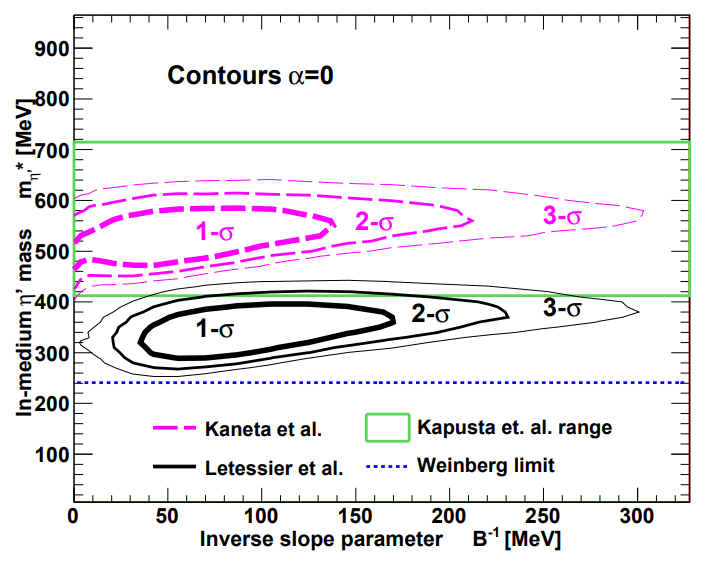 Contours α=0
In-medium η' mass mη'* [MeV]
900
800
700
600
500
400
300
200
100
1-σ
2-σ
3-σ
1-σ
2-σ
3-σ
Kaneta et al.
Kapusta et. al. range
Letessier et al.
Weinberg limit
0 50 100 150 200 250 300
Inverse slope parameter B-1 [MeV]